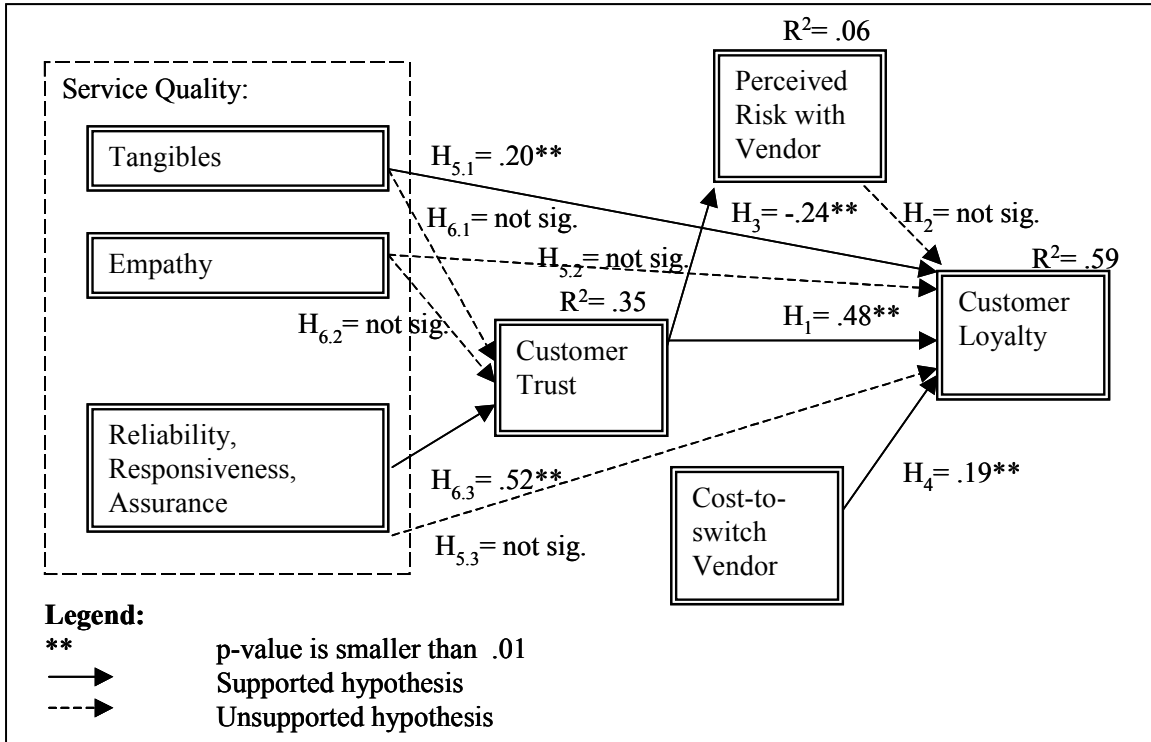 R²= .06
Service Quality:
Perceived
Risk with
Vendor
Tangibles
H₅.₁= .20**
H₃= -.24**
H₂= not sig.
H₆.₁= not sig.
Empathy
H₅.₂= not sig.
R²= .59
R²= .35
H₆.₂= not sig.
Customer
Trust
H₁= .48**
Customer
Loyalty
Reliability,
Responsiveness,
Assurance
H₆.₃= .52**
H₄= .19**
Cost-to-
switch
Vendor
H₅.₃= not sig.
Legend:
** p-value is smaller than .01
Supported hypothesis
Unsupported hypothesis